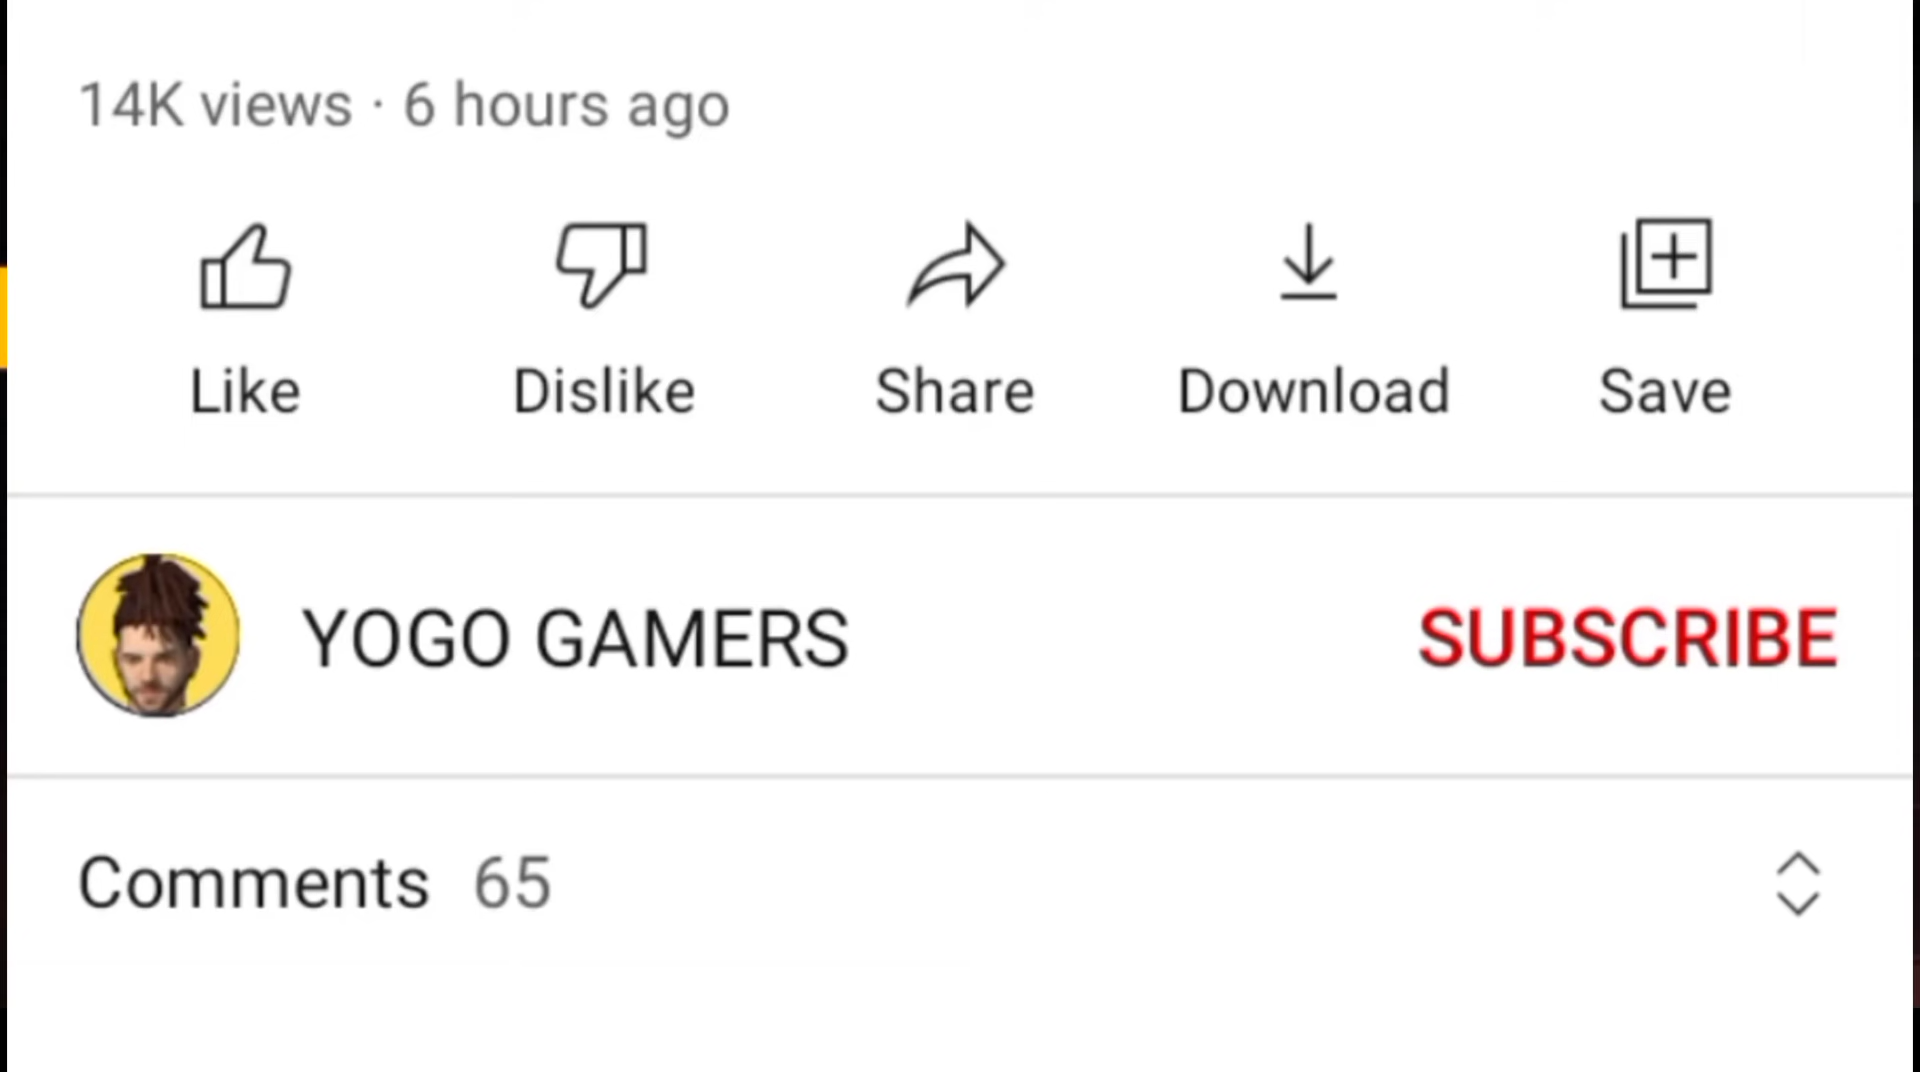 14K views · 6 hours ago
Like Dislike Share Download Save
YOGO GAMERS SUBSCRIBE
Comments 65